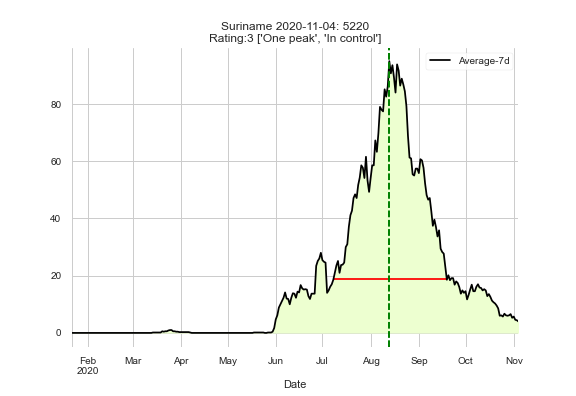 Suriname 2020-11-04: 5220
Rating:3 ['One peak', 'In control']
Average-7d
80
60
40
20
0
Feb Mar Apr May Jun Jul Aug Sep Oct Nov
2020
Date